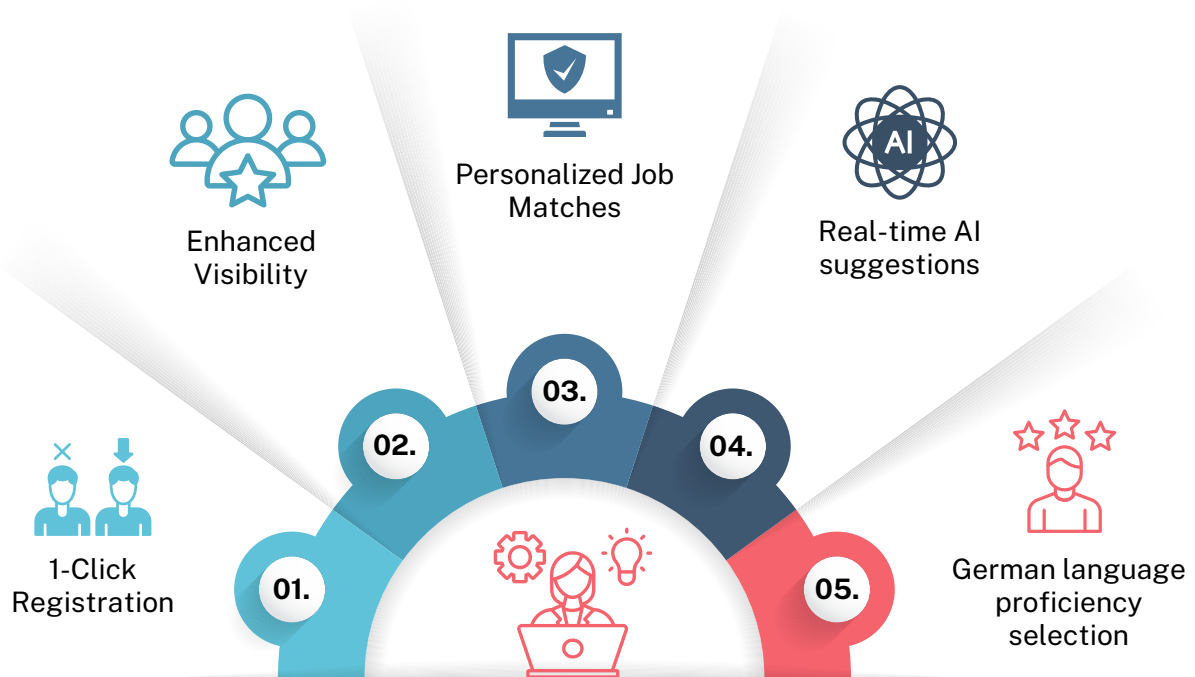 01.
1-Click
Registration
02.
Enhanced
Visibility
03.
Personalized Job
Matches
04.
AI
Real-time AI
suggestions
05.
German language
proficiency
selection